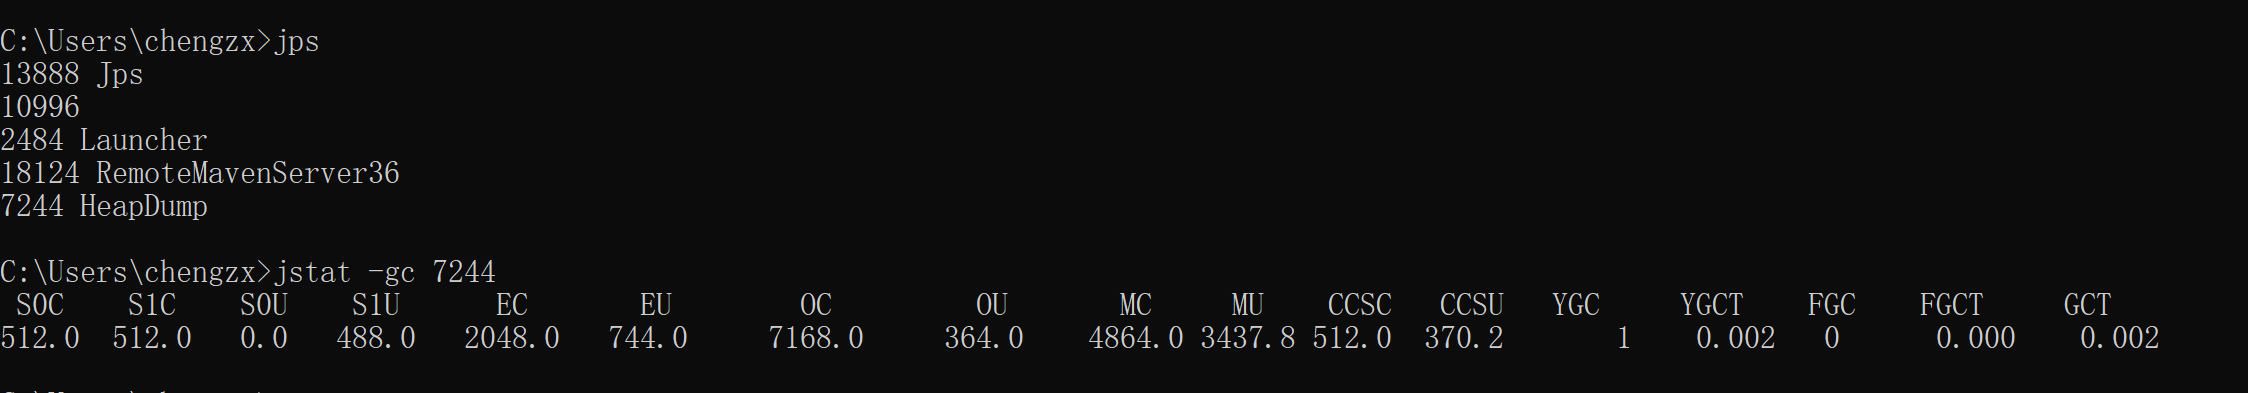 C:\Users\chengzx>jps
13888 Jps
10996
2484 Launcher
18124 RemoteMavenServer36
7244 HeapDump
C:\Users\chengzx>jstat -gc 7244
S0C S1C S0U S1U EC EU OC OU MC MU CCSC CCSU YGC YGCT FGC FGCT GCT
512.0 512.0 0.0 488.0 2048.0 744.0 7168.0 364.0 4864.0 3437.8 512.0 370.2 1 0.002 0 0.000 0.002